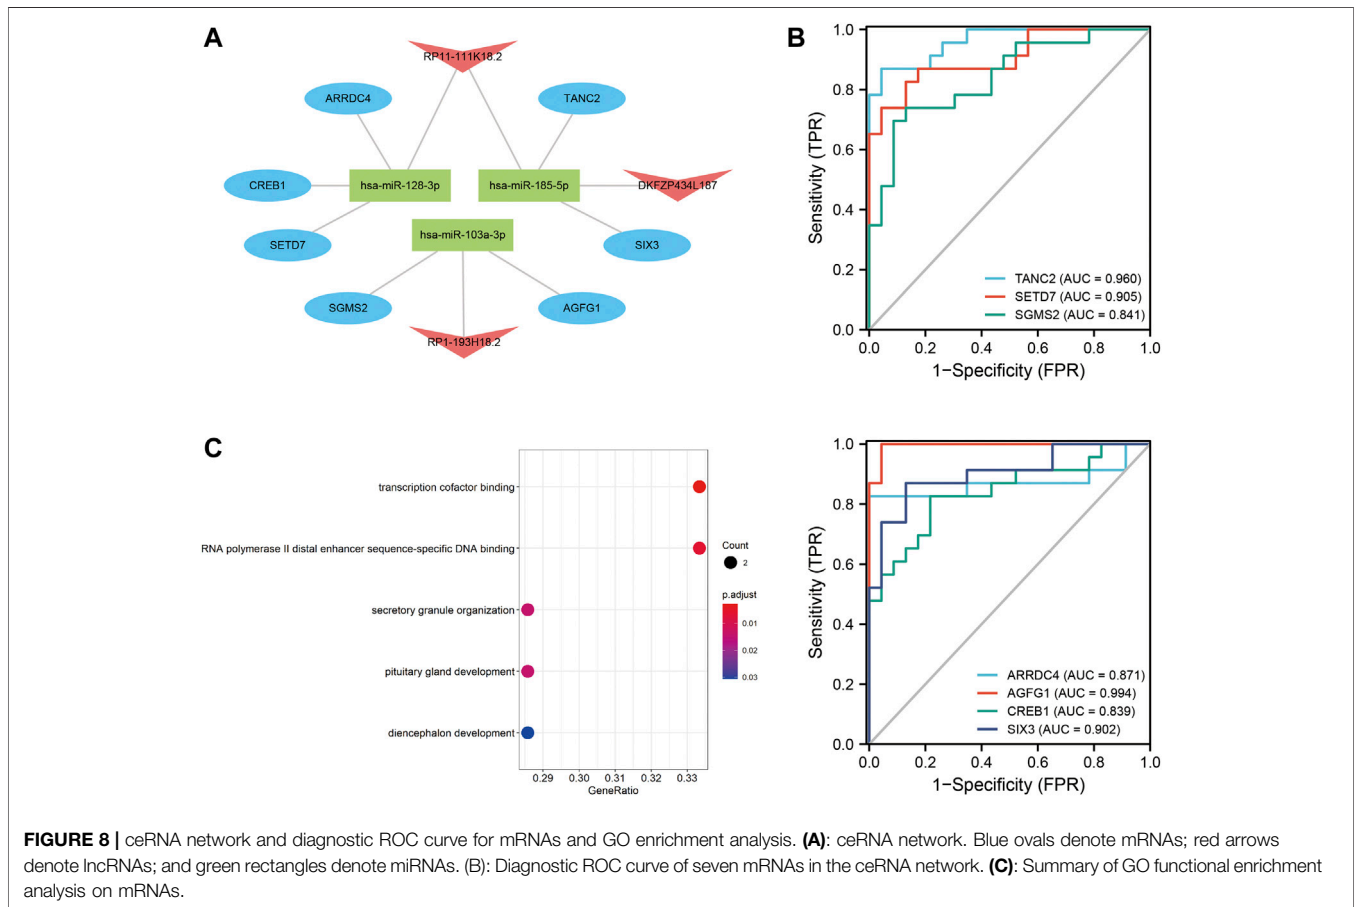 A
RP11-111K18.2
ARRDC4
TANC2
CREB1
hsa-miR-128-3p
hsa-miR-185-5p
DKFZP434L187
hsa-miR-103a-3p
SETD7
SIX3
SGMS2
AGFG1
RP1-193H18.2
B
Sensitivity (TPR)
1.0
0.8
0.6
0.4
0.2
0.0
TANC2 (AUC = 0.960)
SETD7 (AUC = 0.905)
SGMS2 (AUC = 0.841)
0.0 0.2 0.4 0.6 0.8 1.0
1−Specificity (FPR)
C
transcription cofactor binding
RNA polymerase II distal enhancer sequence-specific DNA binding
secretory granule organization
pituitary gland development
diencephalon development
0.29 0.30 0.31 0.32 0.33
GeneRatio
Count
2
p.adjust
0.01
0.02
0.03
Sensitivity (TPR)
1.0
0.8
0.6
0.4
0.2
0.0
ARRDC4 (AUC = 0.871)
AGFG1 (AUC = 0.994)
CREB1 (AUC = 0.839)
SIX3 (AUC = 0.902)
0.0 0.2 0.4 0.6 0.8 1.0
1−Specificity (FPR)
FIGURE 8 | ceRNA network and diagnostic ROC curve for mRNAs and GO enrichment analysis. (A): ceRNA network. Blue ovals denote mRNAs; red arrows
denote lncRNAs; and green rectangles denote miRNAs. (B): Diagnostic ROC curve of seven mRNAs in the ceRNA network. (C): Summary of GO functional enrichment
analysis on mRNAs.